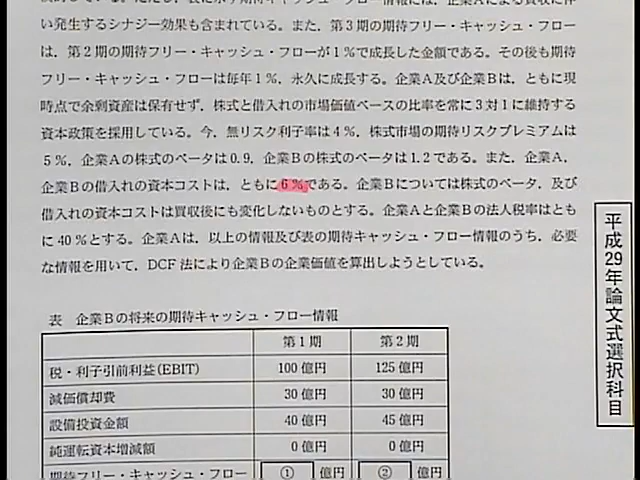 い発生するシナジー効果も含まれている。また、第3期の期待フリー・キャッシュ・フロー
は、第2期の期待フリー・キャッシュ・フローが1%で成長した金額である。その後も期待
フリー・キャッシュ・フローは毎年1%、永久に成長する。企業A及び企業Bは、ともに現
時点で余剰資産は保有せず、株式と借入れの市場価値ベースの比率を常に3対1に維持する
資本政策を採用している。今、無リスク利子率は4%、株式市場の期待リスクプレミアムは
5%、企業Aの株式のベータは0.9、企業Bの株式のベータは1.2である。また、企業A、
企業Bの借入れの資本コストは、ともに6%である。企業Bについては株式のベータ、及び
借入れの資本コストは買収後にも変化しないものとする。企業Aと企業Bの法人税率はとも
に40%とする。企業Aは、以上の情報及び表の期待キャッシュ・フロー情報のうち、必要
な情報を用いて、DCF法により企業Bの企業価値を算出しようとしている。
平成29年論文式選択科目
表 企業Bの将来の期待キャッシュ・フロー情報
第1期 第2期
税・利子引前利益(EBIT) 100億円 125億円
減価償却費 30億円 30億円
設備投資金額 40億円 45億円
純運転資本増減額 0億円 0億円
期待フリー・キャッシュ・フロー ① 億円 ② 億円